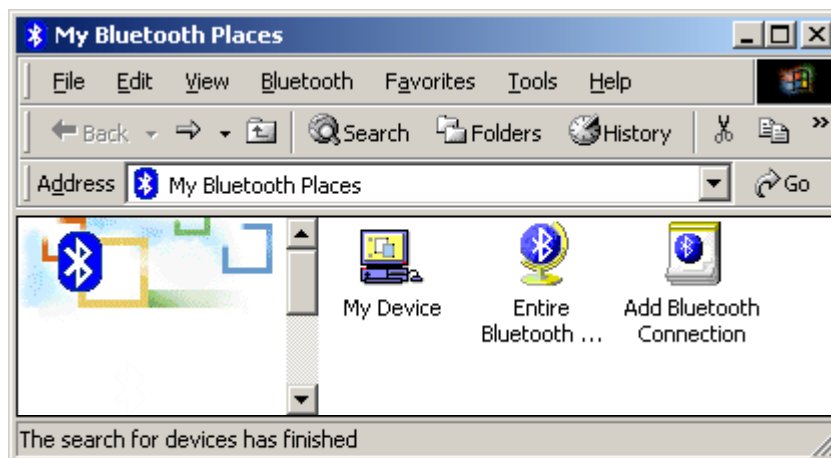 My Bluetooth Places
File Edit View Bluetooth Favorites Tools Help
Back Search Folders History »
Address My Bluetooth Places Go
My Device
Entire
Bluetooth ...
Add Bluetooth
Connection
The search for devices has finished